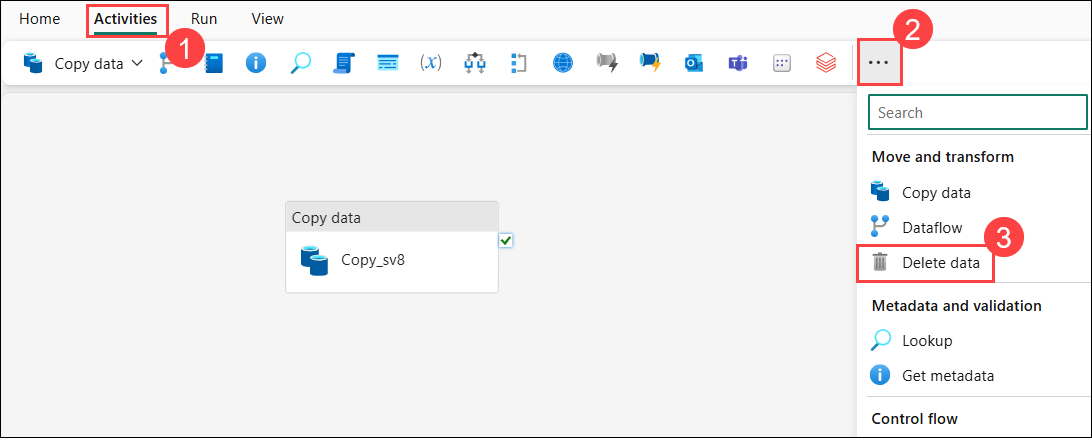 Home Activities Run View
1
2
Copy data (x) ...
Search
Move and transform
Copy data
Dataflow
3
Delete data
Metadata and validation
Lookup
Get metadata
Control flow
Copy data
Copy_sv8